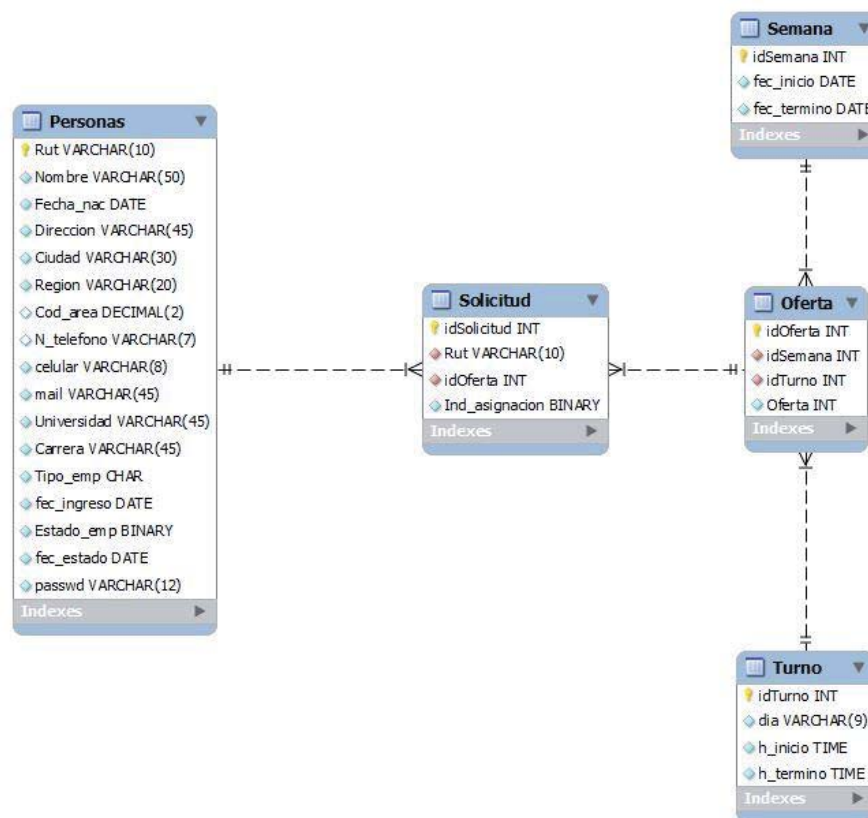 Semana
idSemana INT
fec_inicio DATE
fec_termino DATE
Indexes
Personas
Rut VARCHAR(10)
Nombre VARCHAR(50)
Fecha_nac DATE
Direccion VARCHAR(45)
Ciudad VARCHAR(30)
Region VARCHAR(20)
Cod_area DECIMAL(2)
N_telefono VARCHAR(7)
celular VARCHAR(8)
mail VARCHAR(45)
Universidad VARCHAR(45)
Carrera VARCHAR(45)
Tipo_emp CHAR
fec_ingreso DATE
Estado_emp BINARY
fec_estado DATE
passwd VARCHAR(12)
Indexes
Solicitud
idSolicitud INT
Rut VARCHAR(10)
idOferta INT
Ind_asignacion BINARY
Indexes
Oferta
idOferta INT
idSemana INT
idTurno INT
Oferta INT
Indexes
Turno
idTurno INT
dia VARCHAR(9)
h_inicio TIME
h_termino TIME
Indexes